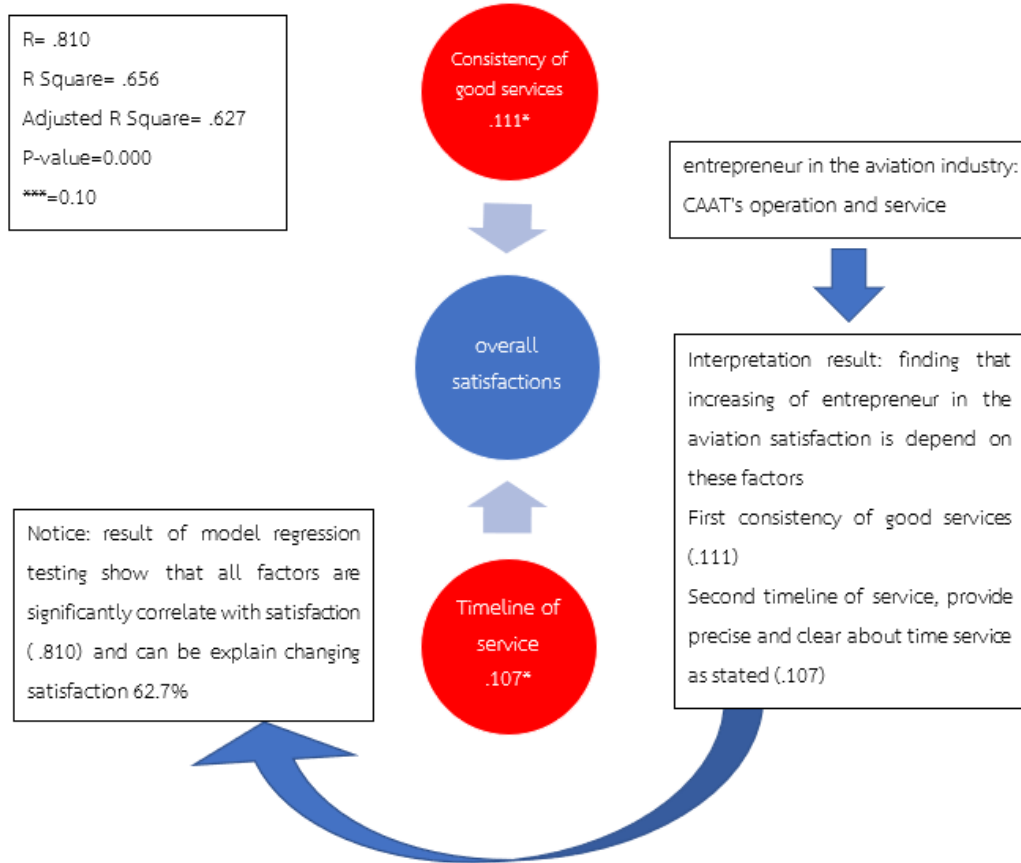 R= .810
R Square= .656
Adjusted R Square= .627
P-value=0.000
***=0.10
Consistency of
good services
.111*
entrepreneur in the aviation industry:
CAAT's operation and service
overall
satisfactions
Interpretation result: finding that
increasing of entrepreneur in the
aviation satisfaction is depend on
these factors
First consistency of good services
(.111)
Second timeline of service, provide
precise and clear about time service
as stated (.107)
Notice: result of model regression
testing show that all factors are
significantly correlate with satisfaction
( .810) and can be explain changing
satisfaction 62.7%
Timeline of
service
.107*